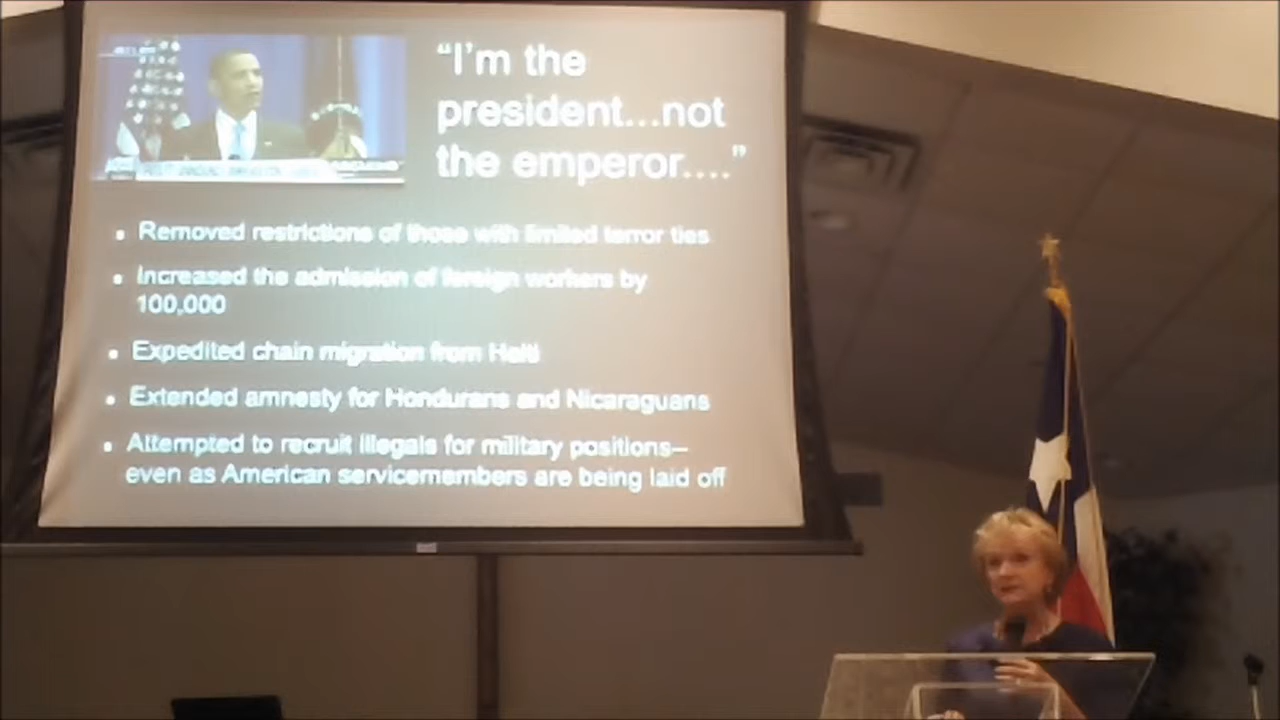 “I'm the
president...not
the emperor....”
Removed restrictions of those with limited terror ties
Increased the admission of foreign workers by
100,000
Expedited chain migration from Haiti
Extended amnesty for Hondurans and Nicaraguans
Attempted to recruit illegals for military positions–
even as American servicemembers are being laid off